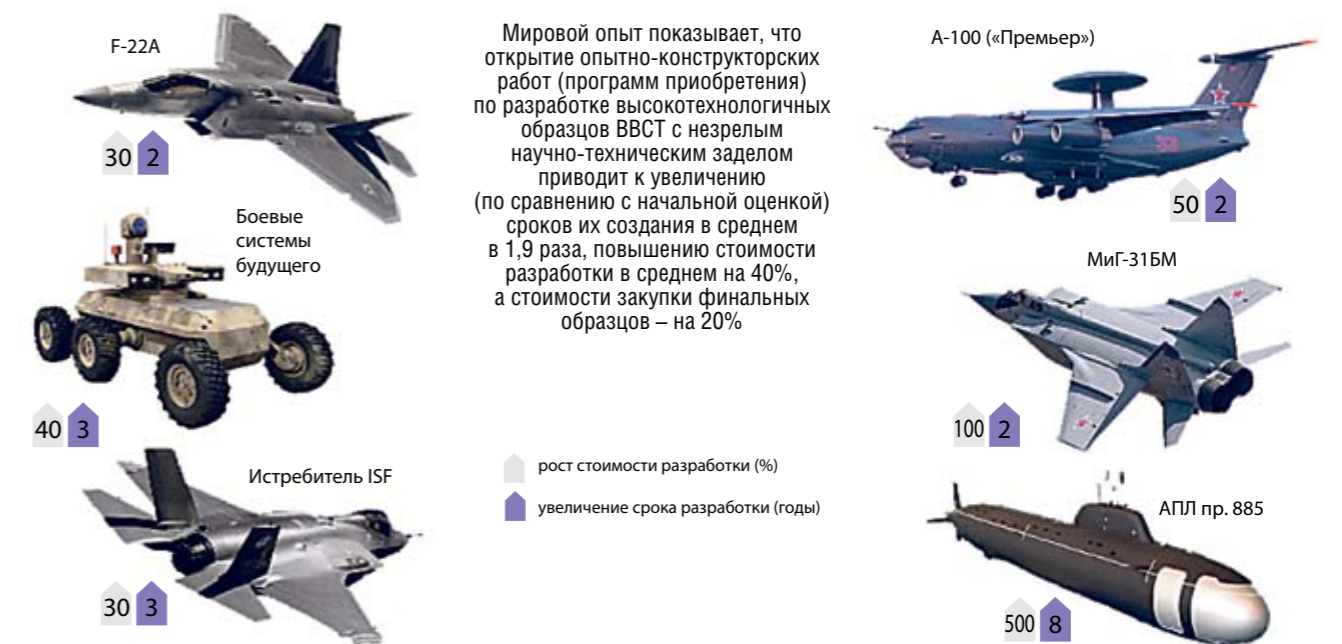 F-22А
30 2
Боевые
системы
будущего
40 3
Истребитель ISF
30 3
Мировой опыт показывает, что
открытие опытно-конструкторских
работ (программ приобретения)
по разработке высокотехнологичных
образцов ВВСТ с незрелым
научно-техническим заделом
приводит к увеличению
(по сравнению с начальной оценкой)
сроков их создания в среднем
в 1,9 раза, повышению стоимости
разработки в среднем на 40%,
а стоимости закупки финальных
образцов – на 20%
рост стоимости разработки (%)
увеличение срока разработки (годы)
А-100 («Премьер»)
50 2
МиГ-31БМ
100 2
АПЛ пр. 885
500 8